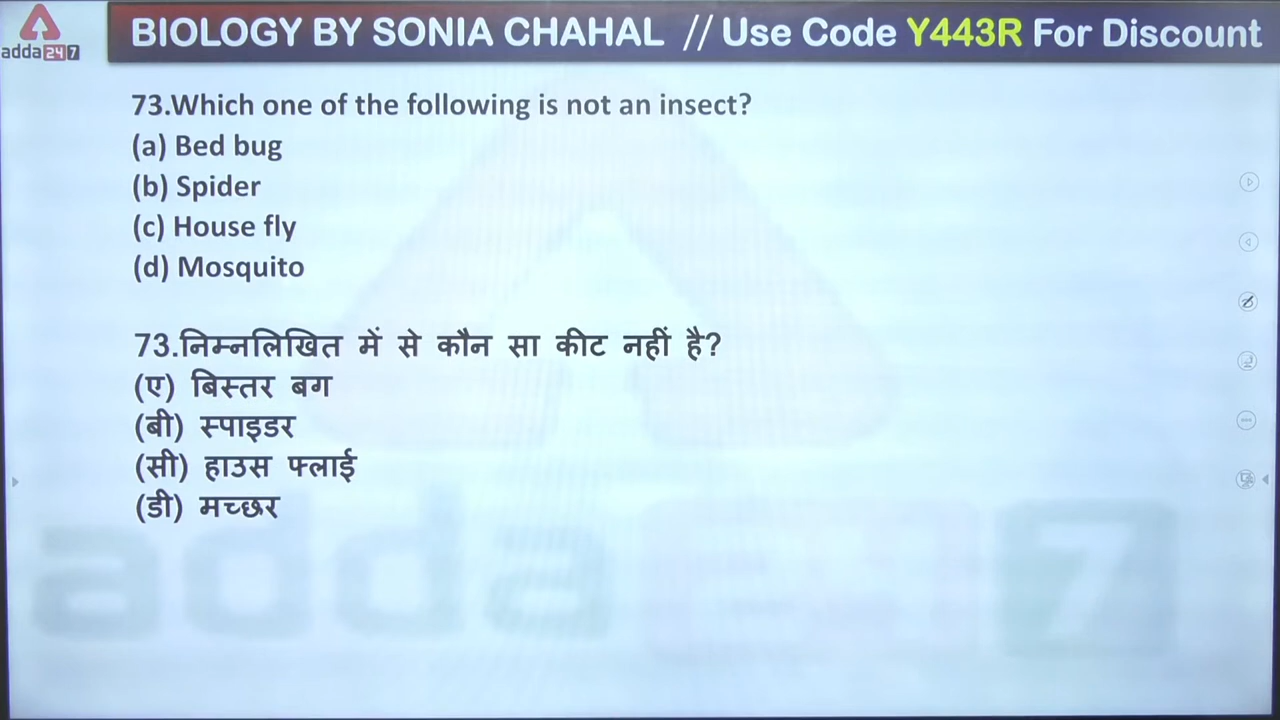 adda247
BIOLOGY BY SONIA CHAHAL // Use Code Y443R For Discount
73.Which one of the following is not an insect?
(a) Bed bug
(b) Spider
(c) House fly
(d) Mosquito
73.निम्नलिखित में से कौन सा कीट नहीं है?
(ए) बिस्तर बग
(बी) स्पाइडर
(सी) हाउस फ्लाई
(डी) मच्छर
adda247